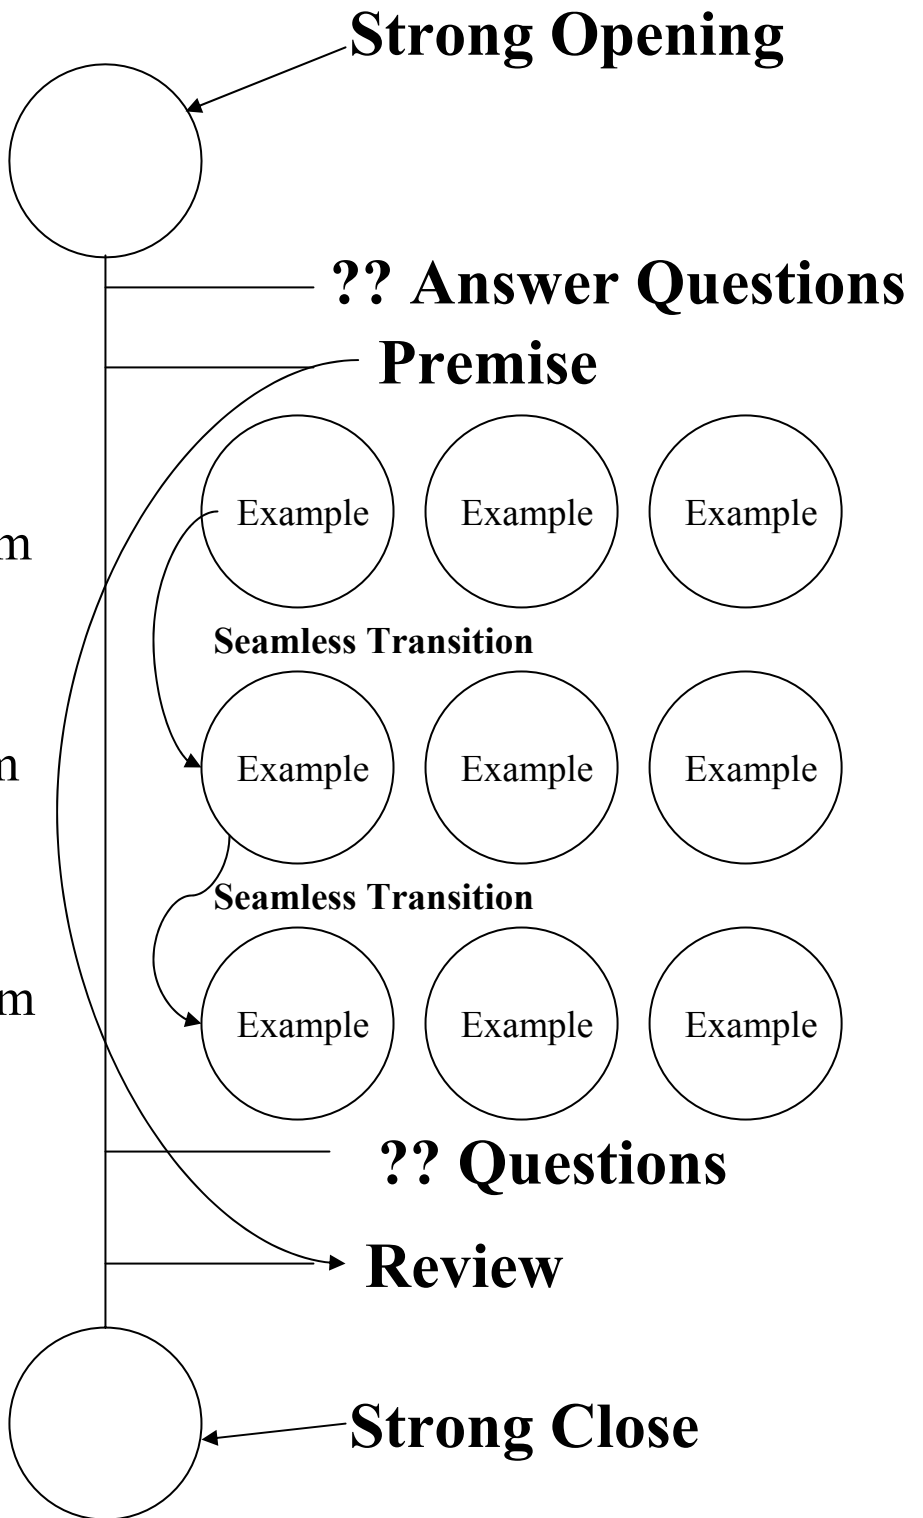 Strong Opening
?? Answer Questions
Premise
Example Example Example
m
Seamless Transition
Example Example Example
m
Seamless Transition
Example Example Example
m
?? Questions
Review
Strong Close